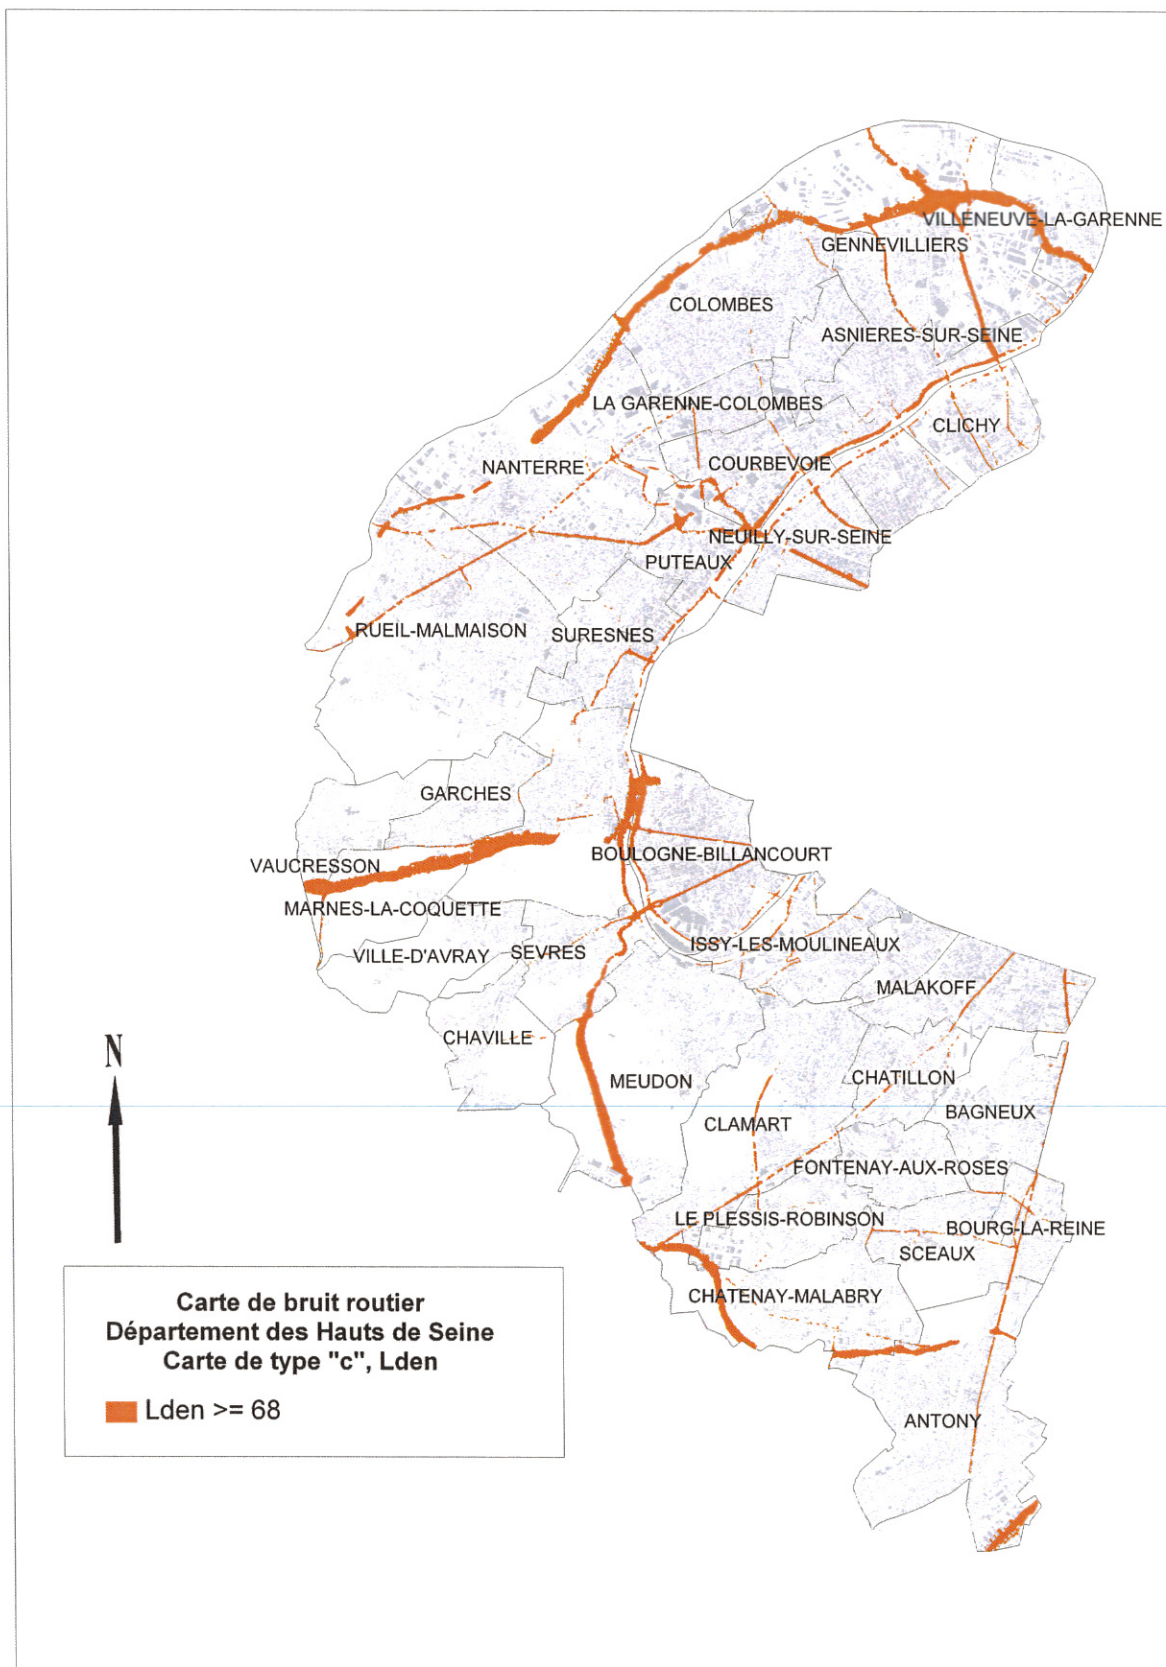 VILLENEUVE-LA-GARENNE
GENNEVILLIERS
COLOMBES
ASNIERES-SUR-SEINE
LA GARENNE-COLOMBES
CLICHY
COURBEVOIE
NANTERRE
NEUILLY-SUR-SEINE
PUTEAUX
RUEIL-MALMAISON
SURESNES
GARCHES
BOULOGNE-BILLANCOURT
VAUCRESSON
MARNES-LA-COQUETTE
ISSY-LES-MOULINEAUX
VILLE-D'AVRAY
SEVRES
MALAKOFF
CHAVILLE
N
MEUDON
CHATILLON
BAGNEUX
CLAMART
FONTENAY-AUX-ROSES
LE PLESSIS-ROBINSON
BOURG-LA-REINE
SCEAUX
CHATENAY-MALABRY
Carte de bruit routier
Département des Hauts de Seine
Carte de type "c", Lden
Lden >= 68
ANTONY